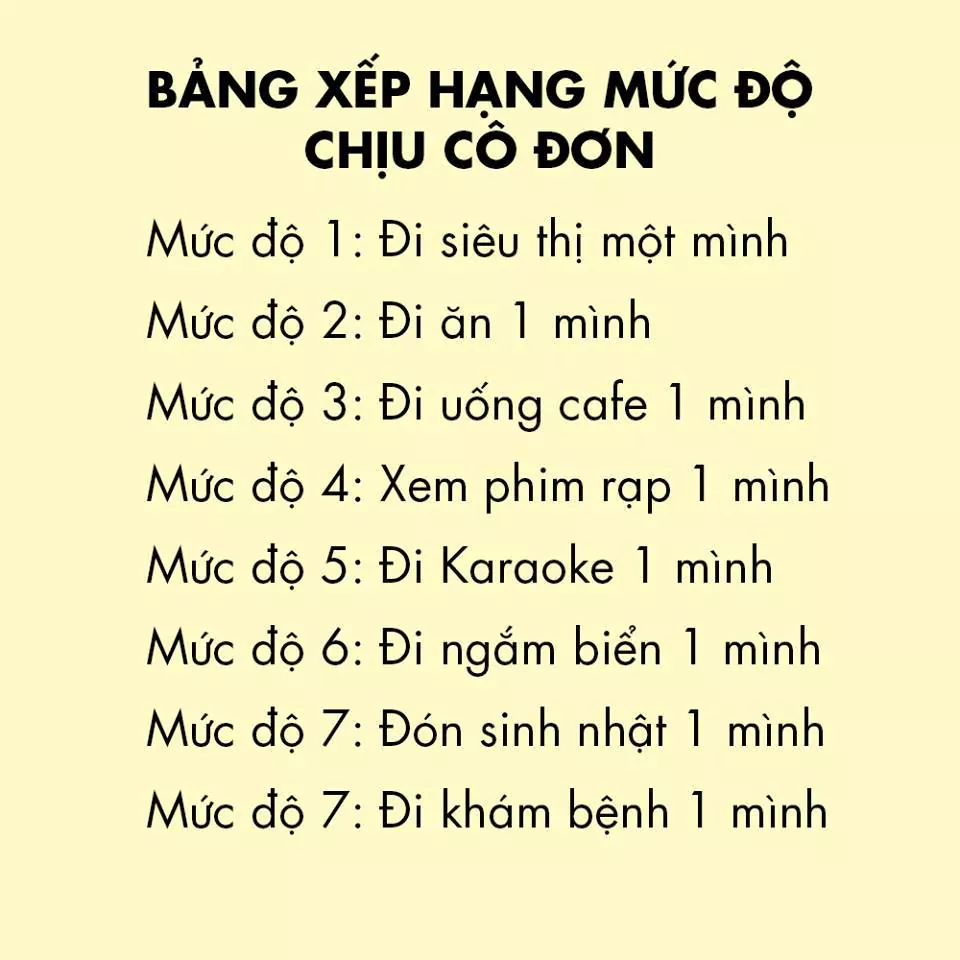 BẢNG XẾP HẠNG MỨC ĐỘ
CHỊU CÔ ĐƠN
Mức độ 1: Đi siêu thị một mình
Mức độ 2: Đi ăn 1 mình
Mức độ 3: Đi uống cafe 1 mình
Mức độ 4: Xem phim rạp 1 mình
Mức độ 5: Đi Karaoke 1 mình
Mức độ 6: Đi ngắm biển 1 mình
Mức độ 7: Đón sinh nhật 1 mình
Mức độ 7: Đi khám bệnh 1 mình